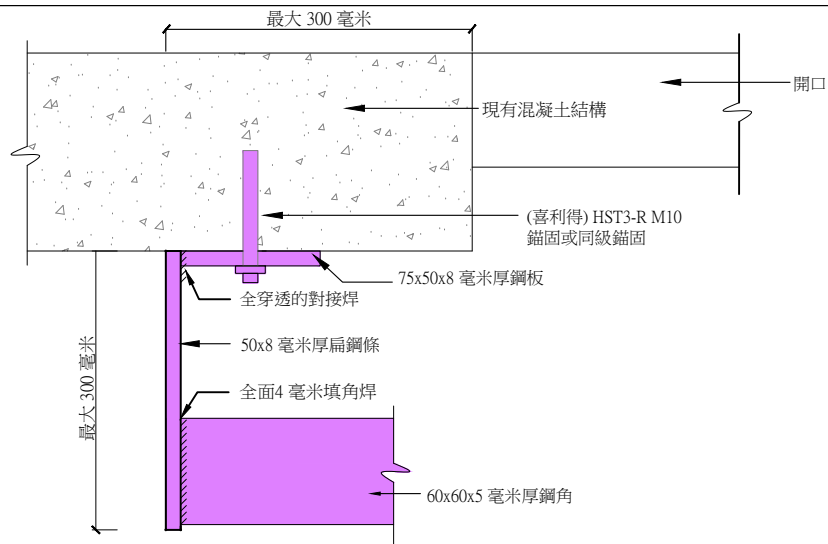 最大 300 毫米
開口
現有混凝土結構
(喜利得) HST3-R M10
錨固或同級錨固
75x50x8 毫米厚鋼板
全穿透的對接焊
50x8 毫米厚扁鋼條
最大 300 毫米
全面4 毫米填角焊
60x60x5 毫米厚鋼角